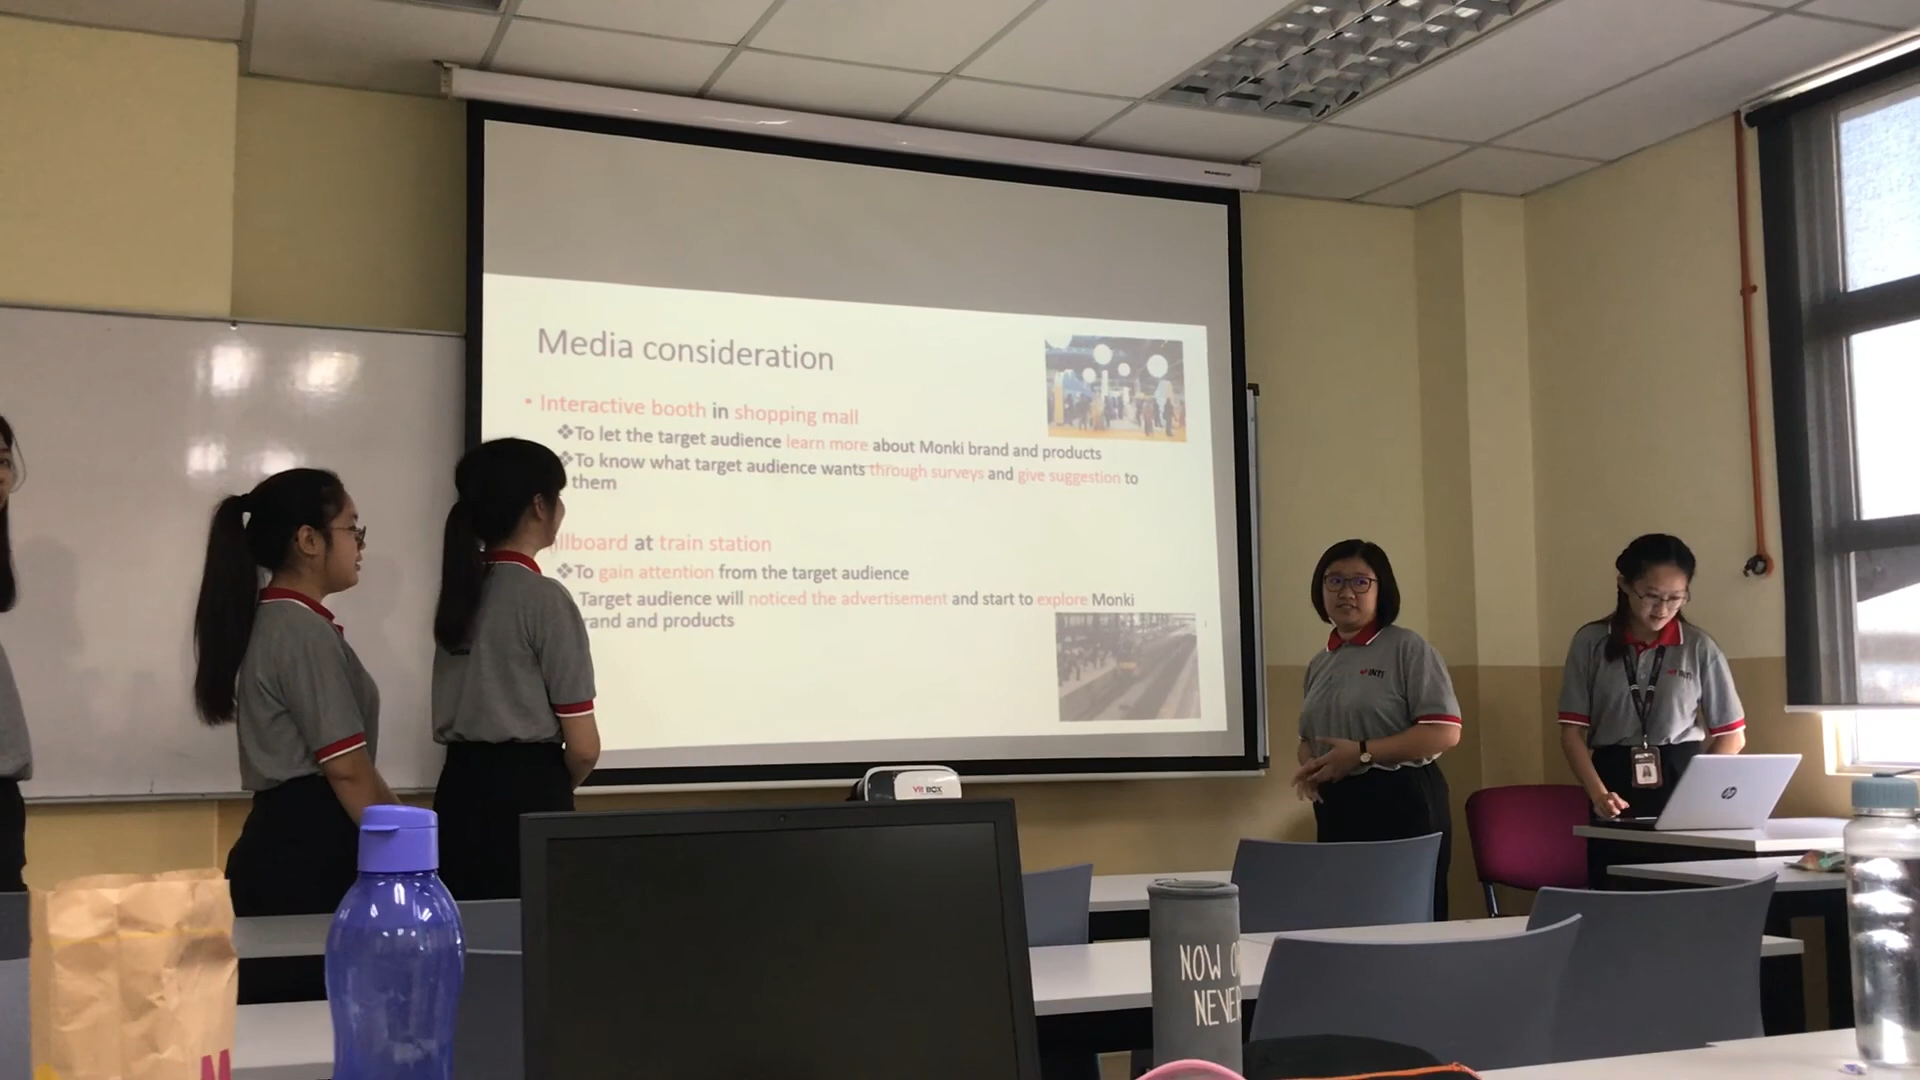 Media consideration
• Interactive booth in shopping mall
❖To let the target audience learn more about Monki brand and products
❖To know what target audience wants through surveys and give suggestion to
them
at train station
❖To gain attention from the target audience
Target audience will noticed the advertisement and start to explore Monki
and products
INTI
INTI
hp
VR BOX
NOW
NEVER
M